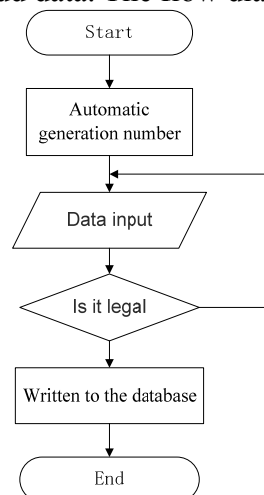 Start
Automatic
generation number
Data input
Is it legal
Written to the database
End